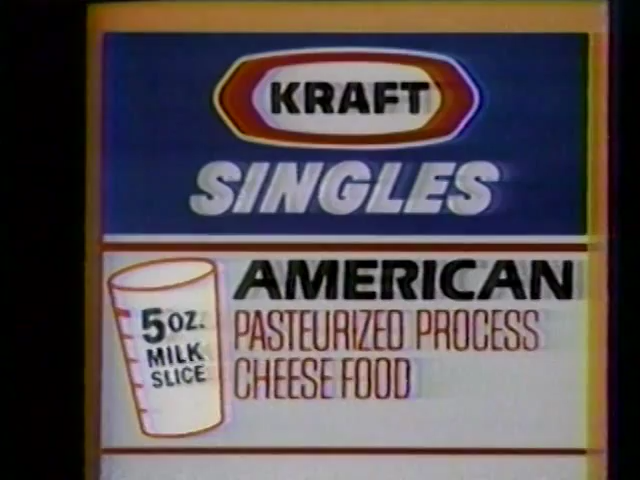 KRAFT
SINGLES
AMERICAN
PASTEURIZED PROCESS
CHEESE FOOD
5 OZ.
MILK
SLICE